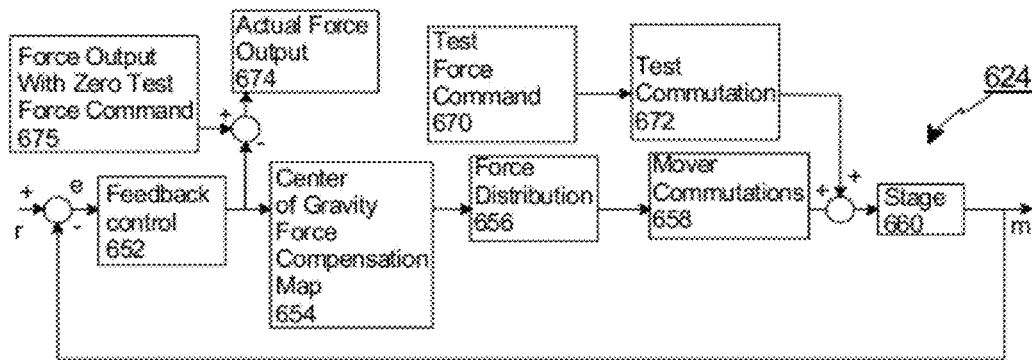 Force Output
With Zero Test
Force Command
675
Actual Force
Output
674
Test
Force
Command
670
Test
Commutation
672
624
+
-
+
r
-
e
Feedback
control
652
Center
of Gravity
Force
Compensation
Map
654
Force
Distribution
656
Mover
Commutations
658
+
+
Stage
660
m